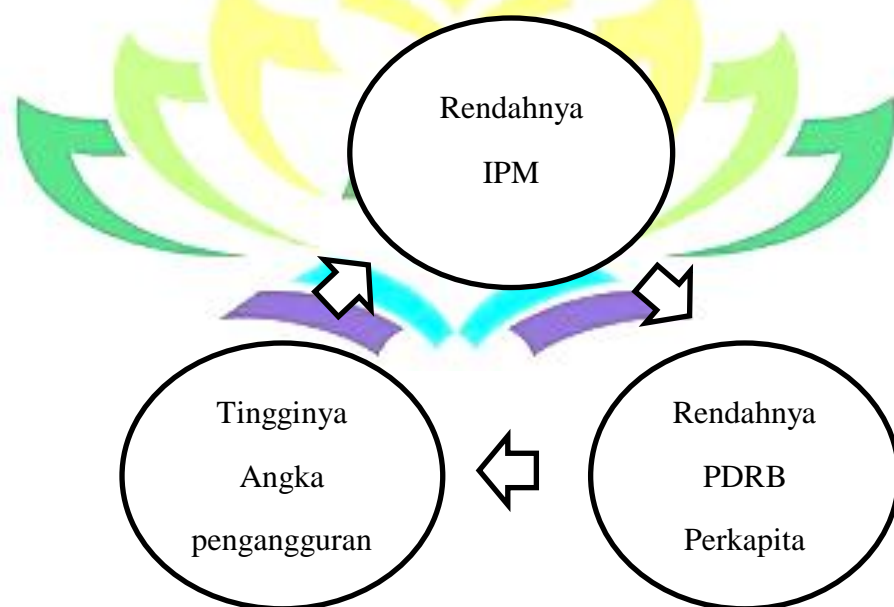 Rendahnya
IPM
Tingginya
Angka
pengangguran
Rendahnya
PDRB
Perkapita